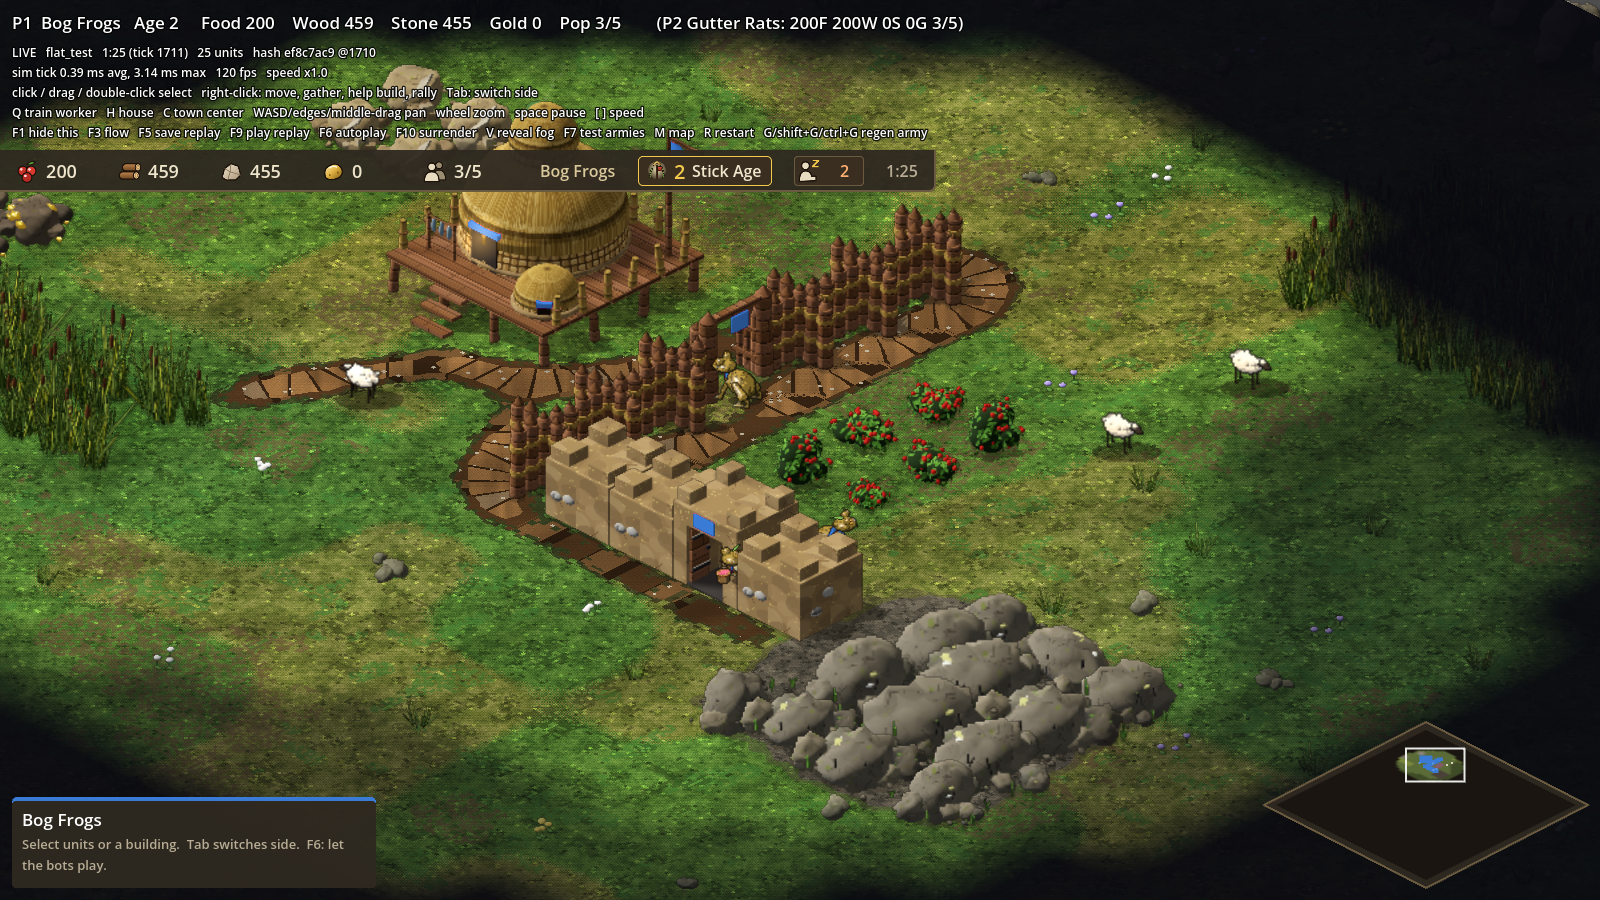 P1 Bog Frogs Age 2 Food 200 Wood 459 Stone 455 Gold 0 Pop 3/5 (P2 Gutter Rats: 200F 200W 0S 0G 3/5)
LIVE flat_test 1:25 (tick 1711) 25 units hash ef8c7ac9 @1710
sim tick 0.39 ms avg, 3.14 ms max 120 fps speed x1.0
click / drag / double-click select right-click: move, gather, help build, rally Tab: switch side
Q train worker H house C town center WASD/edges/middle-drag pan wheel zoom space pause [ ] speed
F1 hide this F3 flow F5 save replay F9 play replay F6 autoplay F10 surrender V reveal fog F7 test armies M map R restart G/shift+G/ctrl+G regen army
200 459 455 0 3/5 Bog Frogs 2 Stick Age z 2 1:25
Bog Frogs
Select units or a building. Tab switches side. F6: let
the bots play.